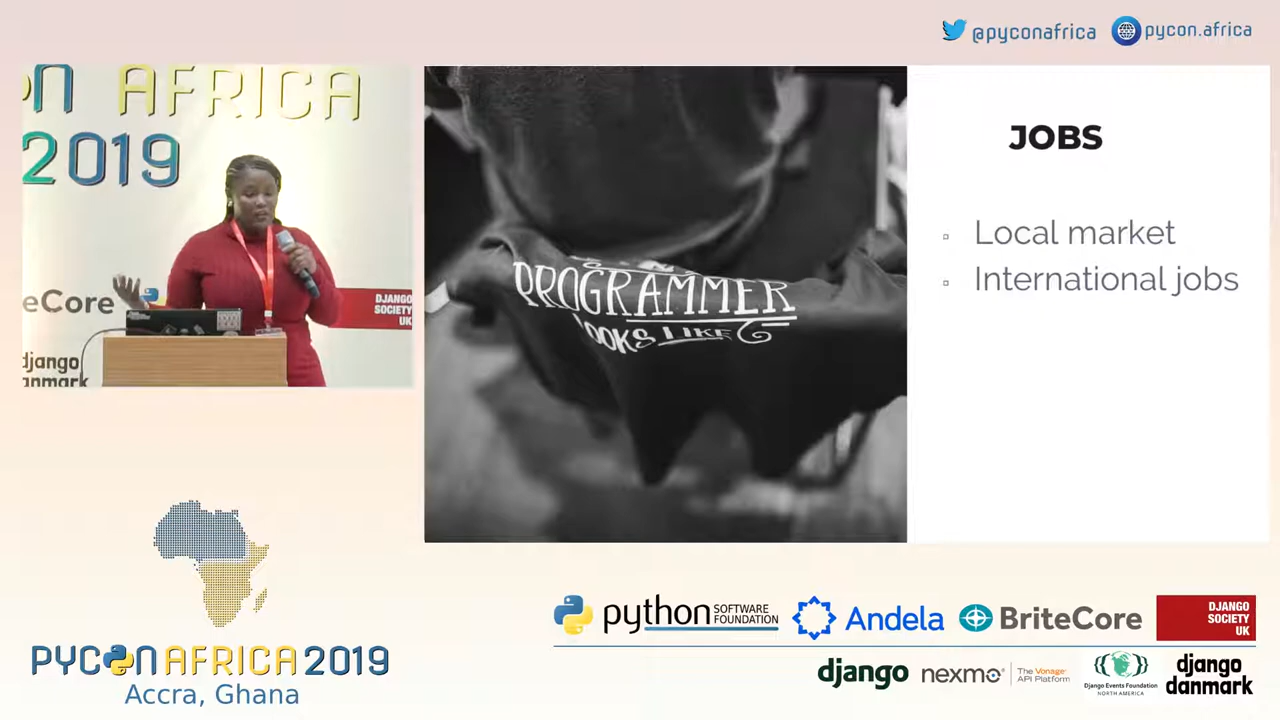 @pyconafrica
pycon.africa
ON AFRICA
2019
iteCore
DJANGO
SOCIETY
UK
django
anmark
PROGRAMMER
LOOKS LIKE
JOBS
Local market
International jobs
PYCON AFRICA 2019
Accra, Ghana
python SOFTWARE FOUNDATION
Andela
BriteCore
DJANGO
SOCIETY
UK
django
nexmo
The Vonage®
API Platform
Django Events Foundation
NORTH AMERICA
django
danmark